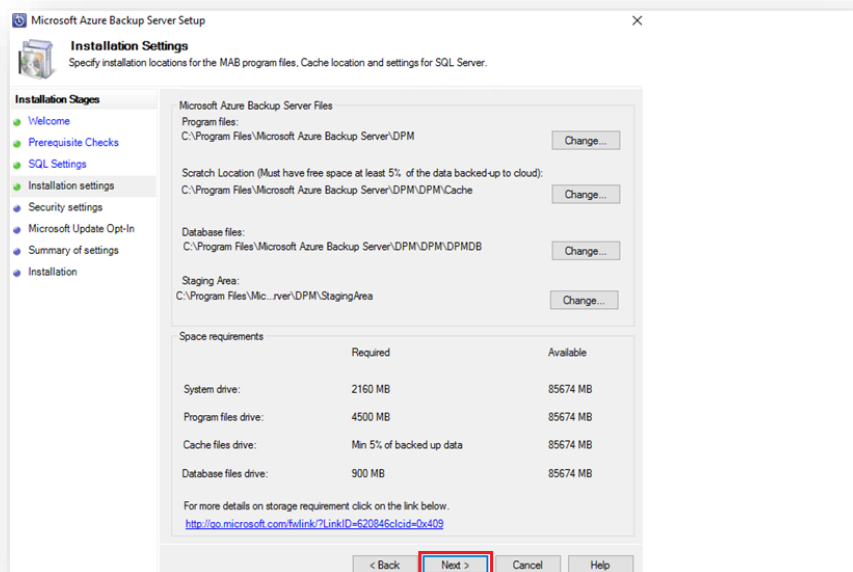 Microsoft Azure Backup Server Setup
Installation Settings
Specify installation locations for the MAB program files, Cache location and settings for SQL Server.
Installation Stages
Welcome
Prerequisite Checks
SQL Settings
Installation settings
Security settings
Microsoft Update Opt-In
Summary of settings
Installation
Microsoft Azure Backup Server Files
Program files:
C:\Program Files\Microsoft Azure Backup Server\DPM
Change...
Scratch Location (Must have free space at least 5% of the data backed-up to cloud):
C:\Program Files\Microsoft Azure Backup Server\DPM\DPM\Cache
Change...
Database files:
C:\Program Files\Microsoft Azure Backup Server\DPM\DPM\DPMDB
Change...
Staging Area:
C:\Program Files\Mic...rver\DPM\StagingArea
Change...
Space requirements
Required Available
System drive: 2160 MB 85674 MB
Program files drive: 4500 MB 85674 MB
Cache files drive: Min 5% of backed up data 85674 MB
Database files drive: 900 MB 85674 MB
For more details on storage requirement click on the link below.
http://go.microsoft.com/fwlink/?LinkID=620846clcid=0x409
< Back Next > Cancel Help